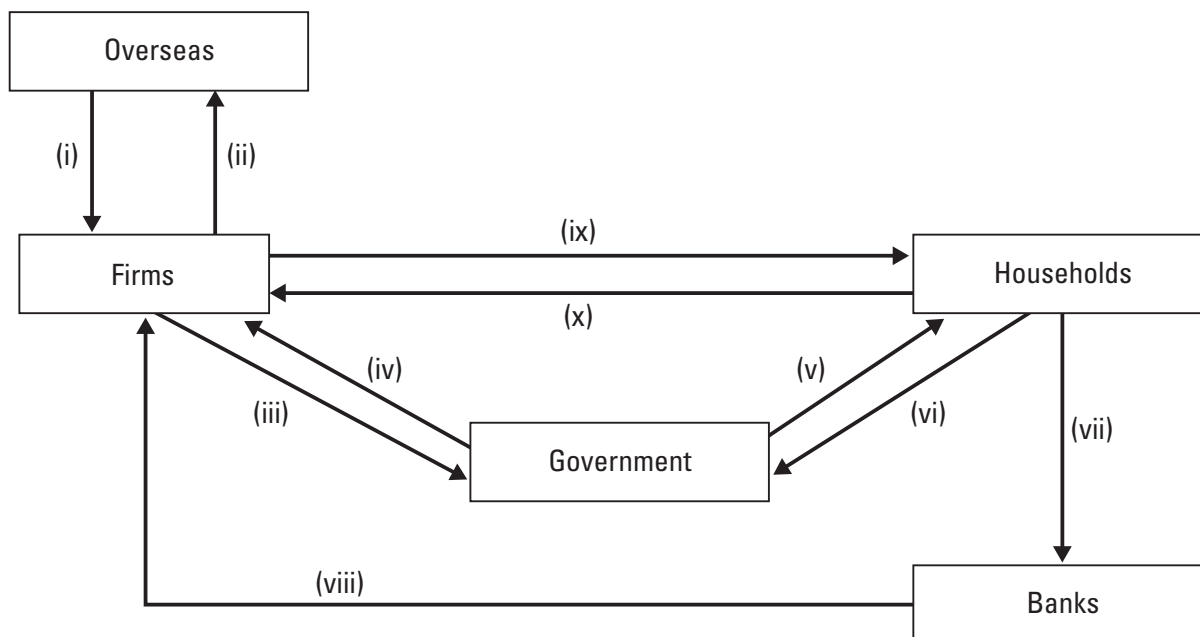 Overseas
(i)
(ii)
(ix)
Firms
Households
(x)
(iv)
(v)
(iii)
(vi)
(vii)
Government
(viii)
Banks